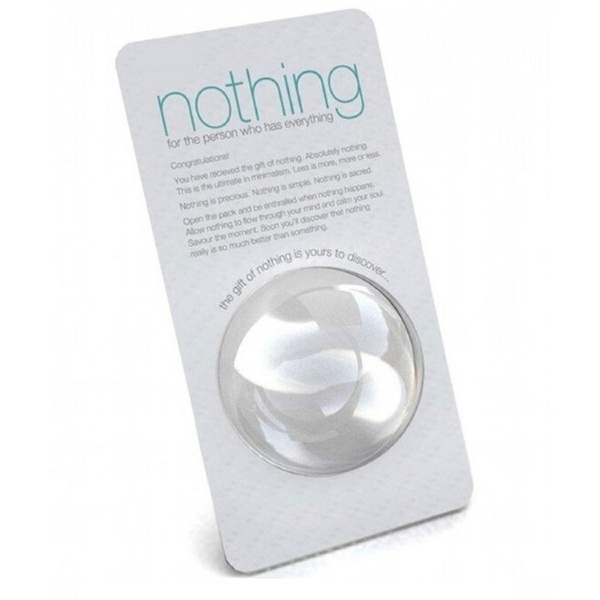 nothing
for the person who has everything
Congratulations!
You have recieved the gift of nothing. Absolutely nothing.
This is the ultimate in minimalism. Less is more, more or less.
Nothing is precious. Nothing is simple. Nothing is sacred.
Open the pack and be enthralled when nothing happens.
Allow nothing to flow through your mind and calm your soul.
Savour the moment. Soon you'll discover that nothing
really is so much better than something.
the gift of nothing is yours to discover...